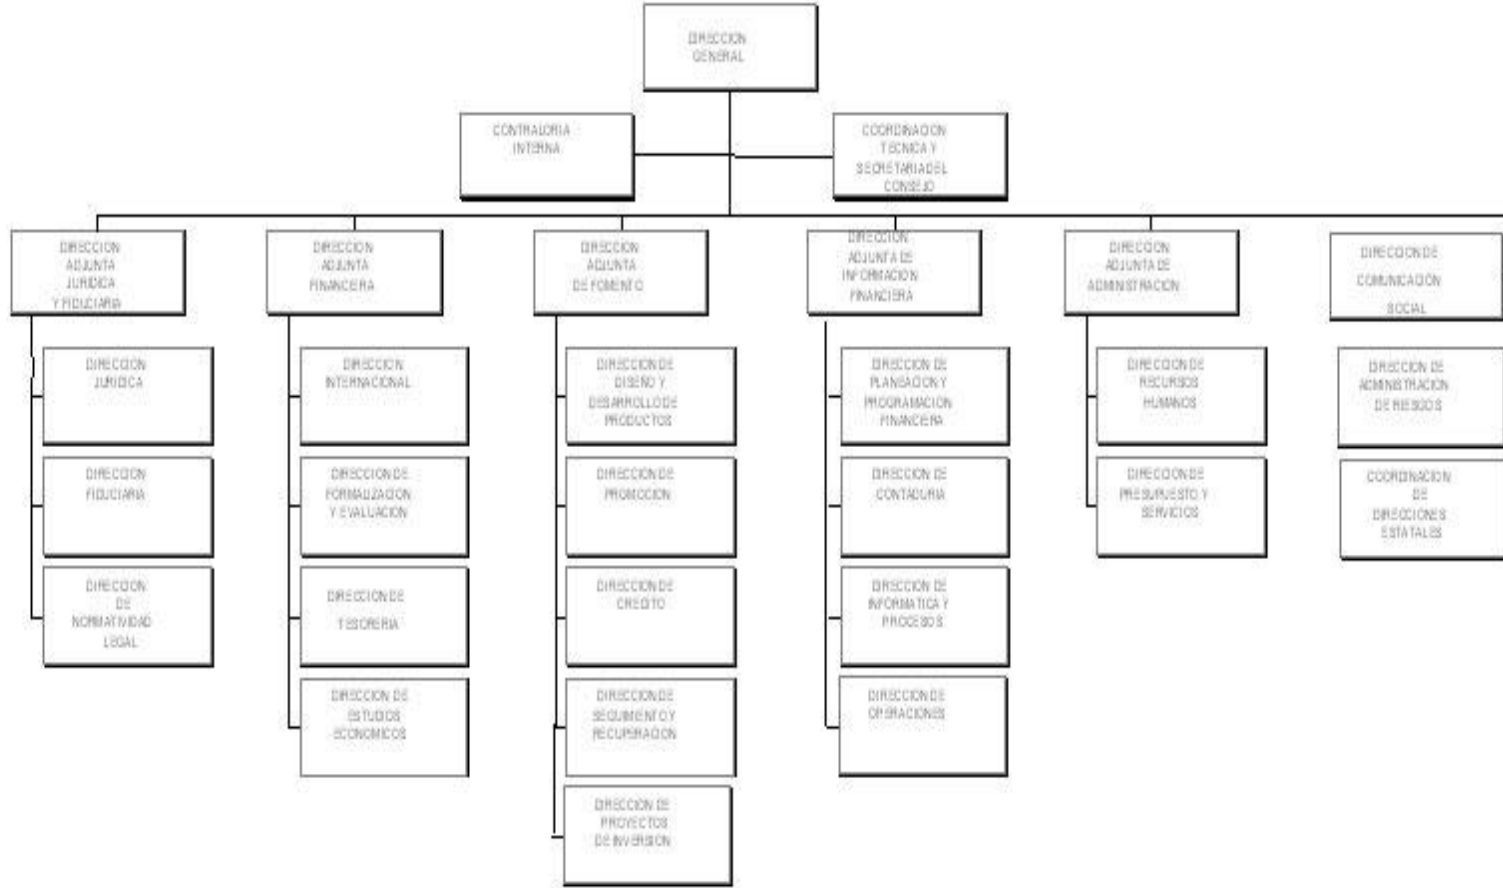 DIRECCION
GENERAL
CONTRALORIA
INTERNA
COORDINACION
TECNICA Y
SECRETARIA DEL
CONSEJO
DIRECCION
ADJUNTA
JURIDICA
Y FIDUCIARIA
DIRECCION
ADJUNTA
FINANCIERA
DIRECCION
ADJUNTA
DE FOMENTO
DIRECCION
ADJUNTA DE
INFORMACION
FINANCIERA
DIRECCION
ADJUNTA DE
ADMINISTRACION
DIRECCION DE
COMUNICACION
SOCIAL
DIRECCION
JURIDICA
DIRECCION
INTERNACIONAL
DIRECCION DE
DISEÑO Y
DESARROLLO DE
PRODUCTOS
DIRECCION DE
PLANEACION Y
PROGRAMACION
FINANCIERA
DIRECCION DE
RECURSOS
HUMANOS
DIRECCION DE
ADMINISTRACION
DE RIESGOS
DIRECCION
FIDUCIARIA
DIRECCION DE
FORMALIZACION
Y EVALUACION
DIRECCION DE
PROMOCION
DIRECCION DE
CONTADURIA
DIRECCION DE
PRESUPUESTO Y
SERVICIOS
COORDINACION
DE
DIRECCIONES
ESTATALES
DIRECCION
DE
NORMATIVIDAD
LEGAL
DIRECCION DE
TESORERIA
DIRECCION DE
CREDITO
DIRECCION DE
INFORMATICA Y
PROCESOS
DIRECCION DE
ESTUDIOS
ECONOMICOS
DIRECCION DE
SEGUIMIENTO Y
RECUPERACION
DIRECCION DE
OPERACIONES
DIRECCION DE
PROYECTOS
DE INVERSION